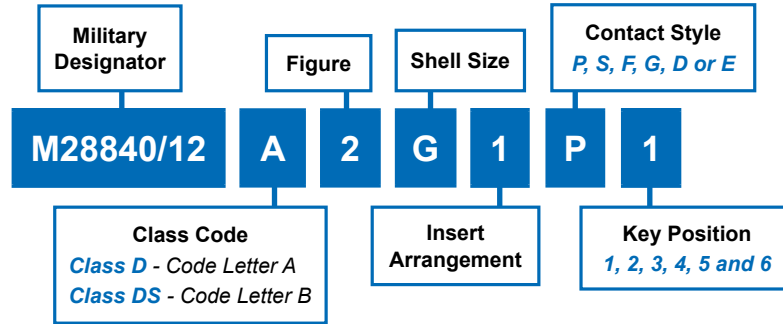 Military
Designator
Figure
Shell Size
Contact Style
P, S, F, G, D or E
M28840/12 A 2 G 1 P 1
Class Code
Class D - Code Letter A
Class DS - Code Letter B
Insert
Arrangement
Key Position
1, 2, 3, 4, 5 and 6